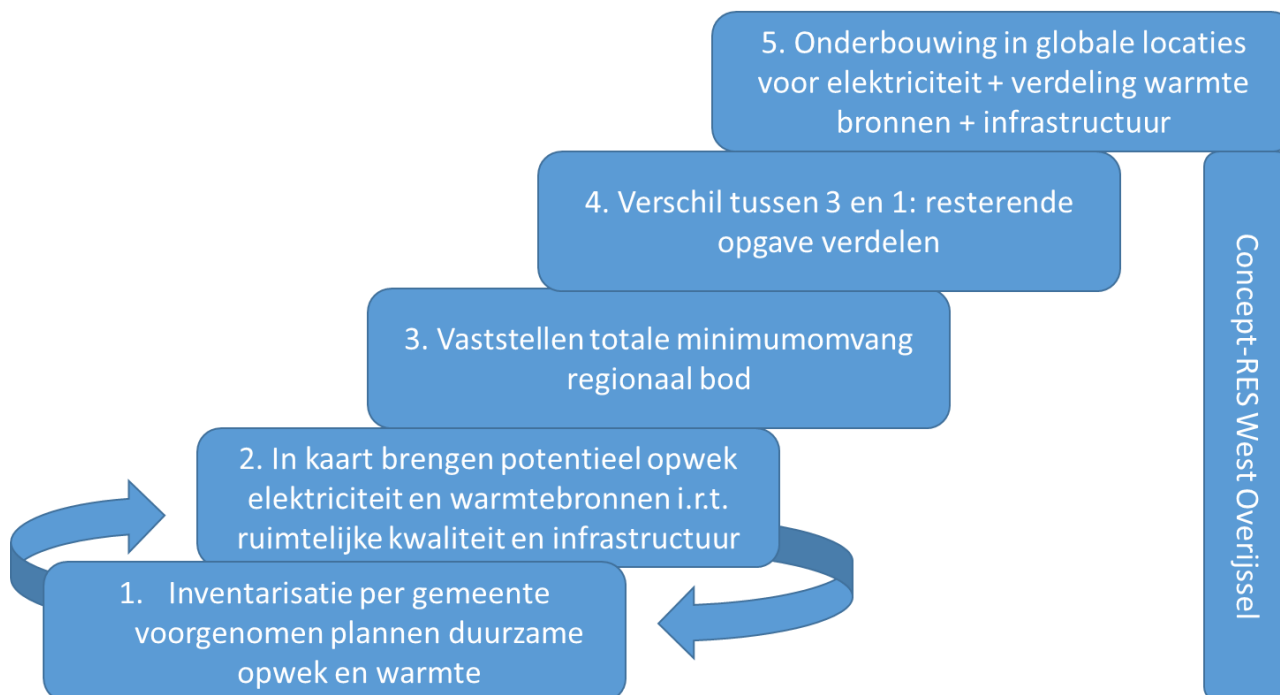 5. Onderbouwing in globale locaties
voor elektriciteit + verdeling warmte
bronnen + infrastructuur
4. Verschil tussen 3 en 1: resterende
opgave verdelen
3. Vaststellen totale minimumomvang
regionaal bod
2. In kaart brengen potentieel opwek
elektriciteit en warmtebronnen i.r.t.
ruimtelijke kwaliteit en infrastructuur
1. Inventarisatie per gemeente
voorgenomen plannen duurzame
opwek en warmte
Concept-RES West Overijssel